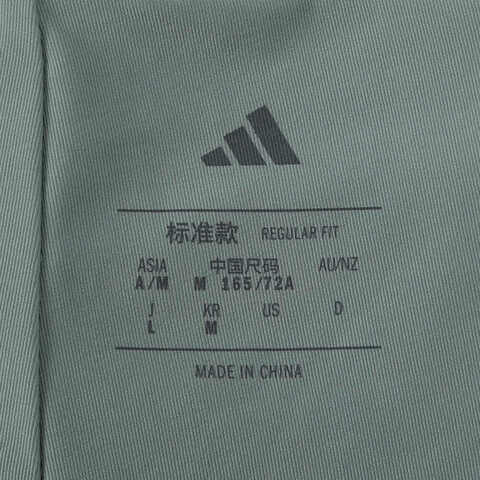 标准款 REGULAR FIT
ASIA 中国尺码 AU/NZ
A/M M 165/72A
J KR US D
L M
MADE IN CHINA